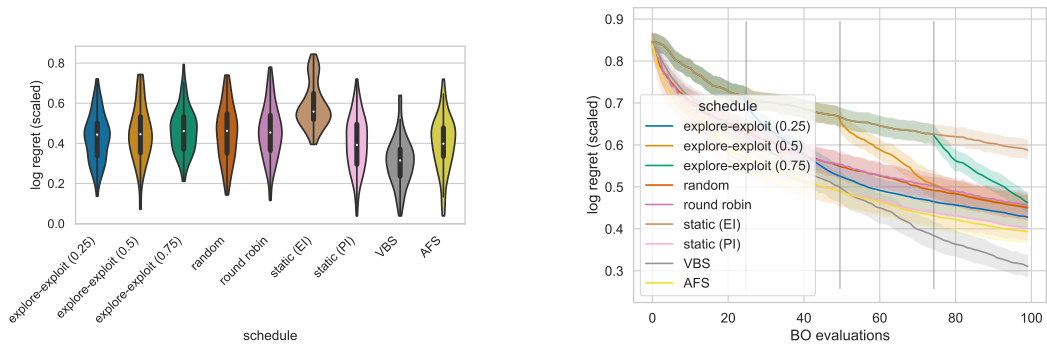 log regret (scaled)
0.8
0.6
0.4
0.2
0.0
explore-exploit (0.25)
explore-exploit (0.5)
explore-exploit (0.75)
random
round robin
static (EI)
static (PI)
VBS
AFS
schedule
log regret (scaled)
0.9
0.8
0.7
0.6
0.5
0.4
0.3
schedule
explore-exploit (0.25)
explore-exploit (0.5)
explore-exploit (0.75)
random
round robin
static (EI)
static (PI)
VBS
AFS
0 20 40 60 80 100
BO evaluations